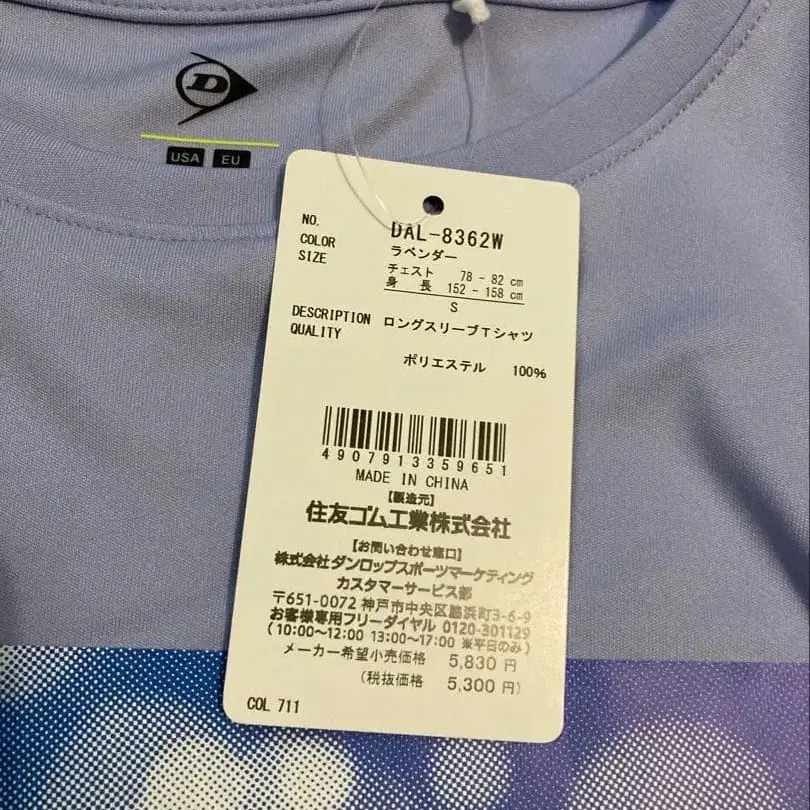 D
USA EU
NO. DAL-8362W
COLOR ラベンダー
SIZE チェスト 78 - 82 cm
身 長 152 - 158 cm
S
DESCRIPTION ロングスリーブTシャツ
QUALITY
ポリエステル 100%
4907913359651
MADE IN CHINA
【製造元】
住友ゴム工業株式会社
【お問い合わせ窓口】
株式会社ダンロップスポーツマーケティング
カスタマーサービス部
〒651-0072 神戸市中央区脇浜町3-6-9
お客様専用フリーダイヤル 0120-301129
(10:00〜12:00 13:00〜17:00 ※平日のみ)
メーカー希望小売価格 5,830 円
(税抜価格 5,300 円)
COL 711